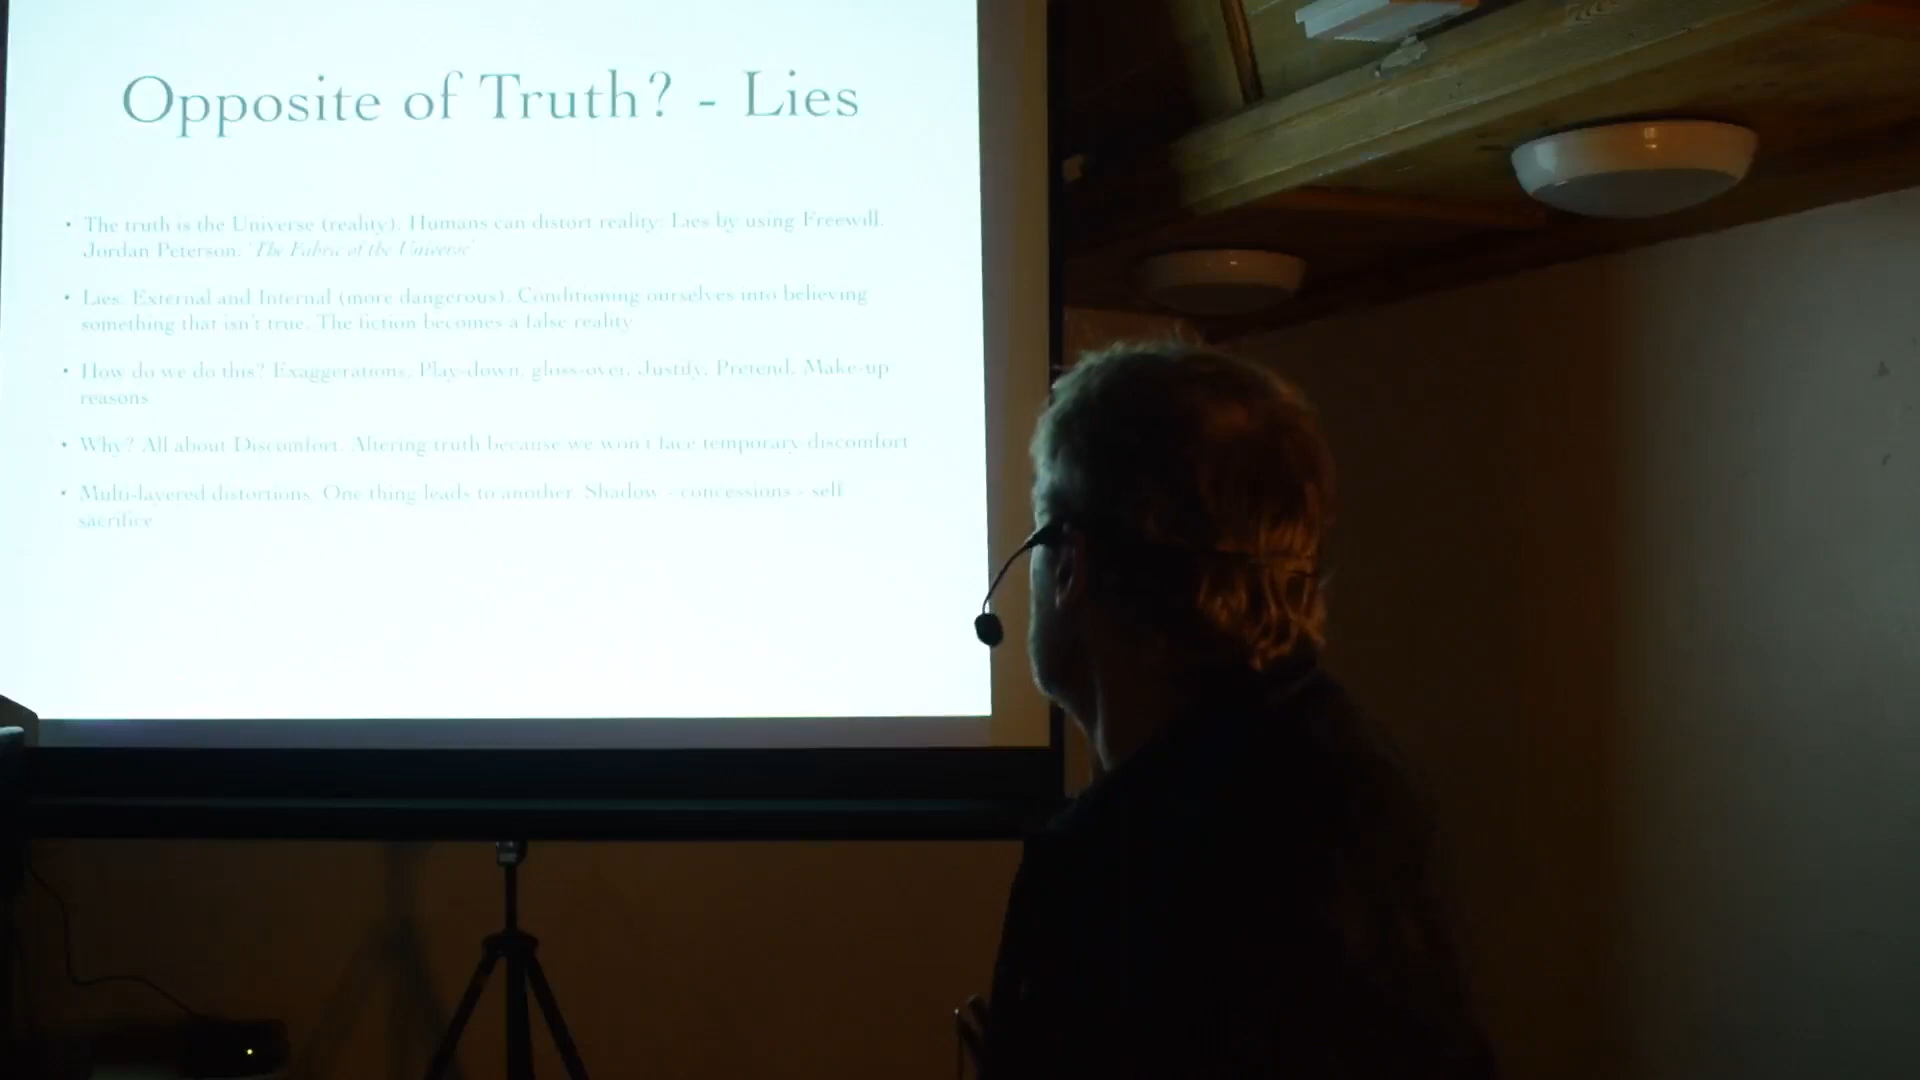 Opposite of Truth? - Lies
• The truth is the Universe (reality). Humans can distort reality: Lies by using Freewill.
Jordan Peterson. 'The Fabric of the Universe'
• Lies. External and Internal (more dangerous). Conditioning ourselves into believing
something that isn't true. The fiction becomes a false reality
• How do we do this? Exaggerations. Play-down, gloss-over. Justify. Pretend. Make-up
reasons
• Why? All about Discomfort. Altering truth because we won't face temporary discomfort
• Multi-layered distortions. One thing leads to another. Shadow - concessions - self
sacrifice